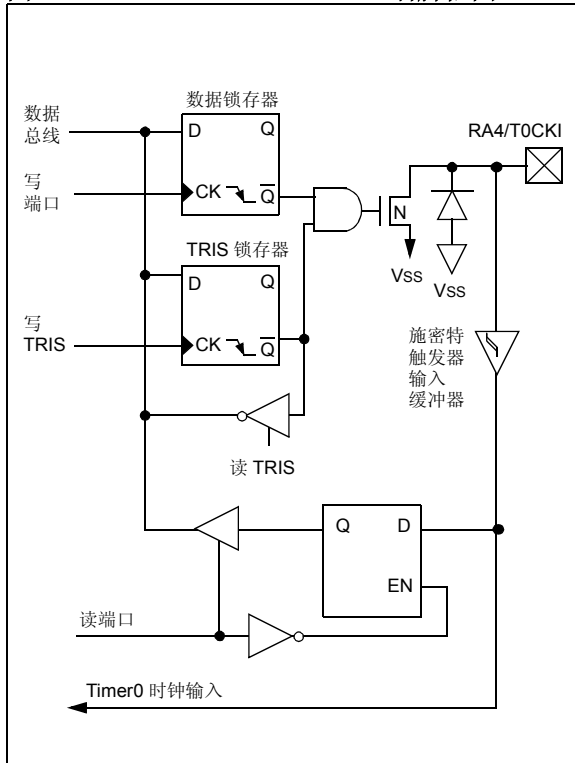 数据锁存器
数据
总线
D
Q
RA4/T0CKI
写
端口
CK
Q
N
TRIS 锁存器
VSS
VSS
D
Q
写
TRIS
CK
Q
施密特
触发器
输入
缓冲器
读 TRIS
Q
D
EN
读端口
Timer0 时钟输入